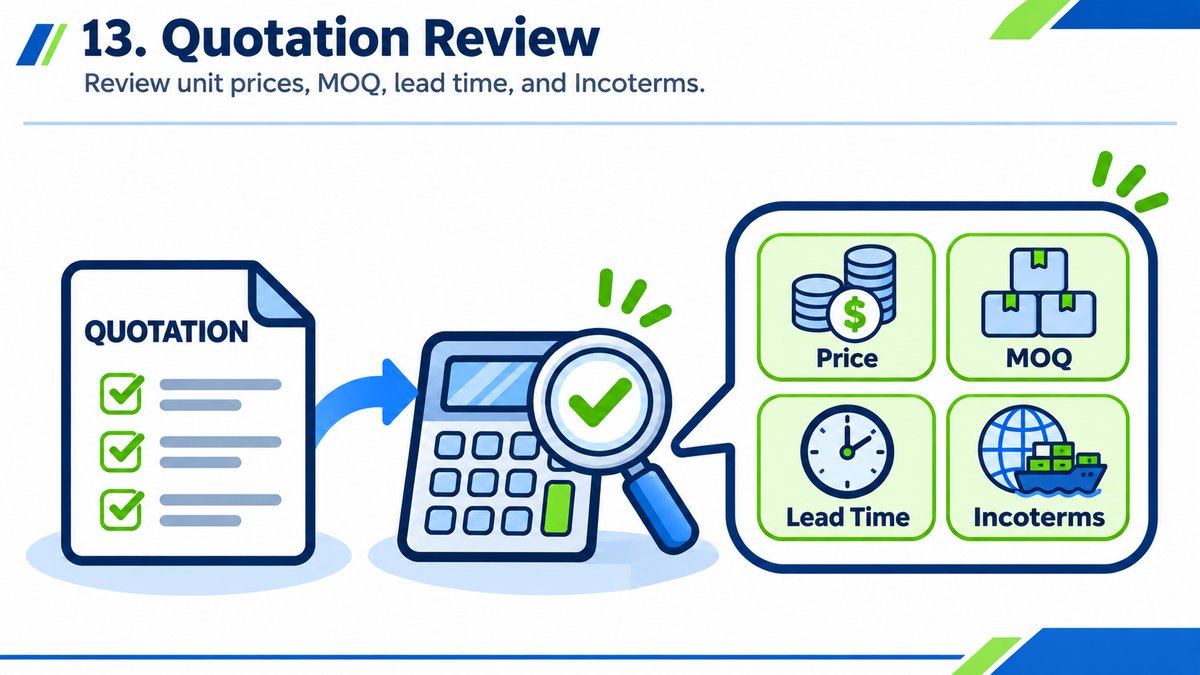 13. Quotation Review
Review unit prices, MOQ, lead time, and Incoterms.
QUOTATION
$
Price
MOQ
Lead Time
Incoterms